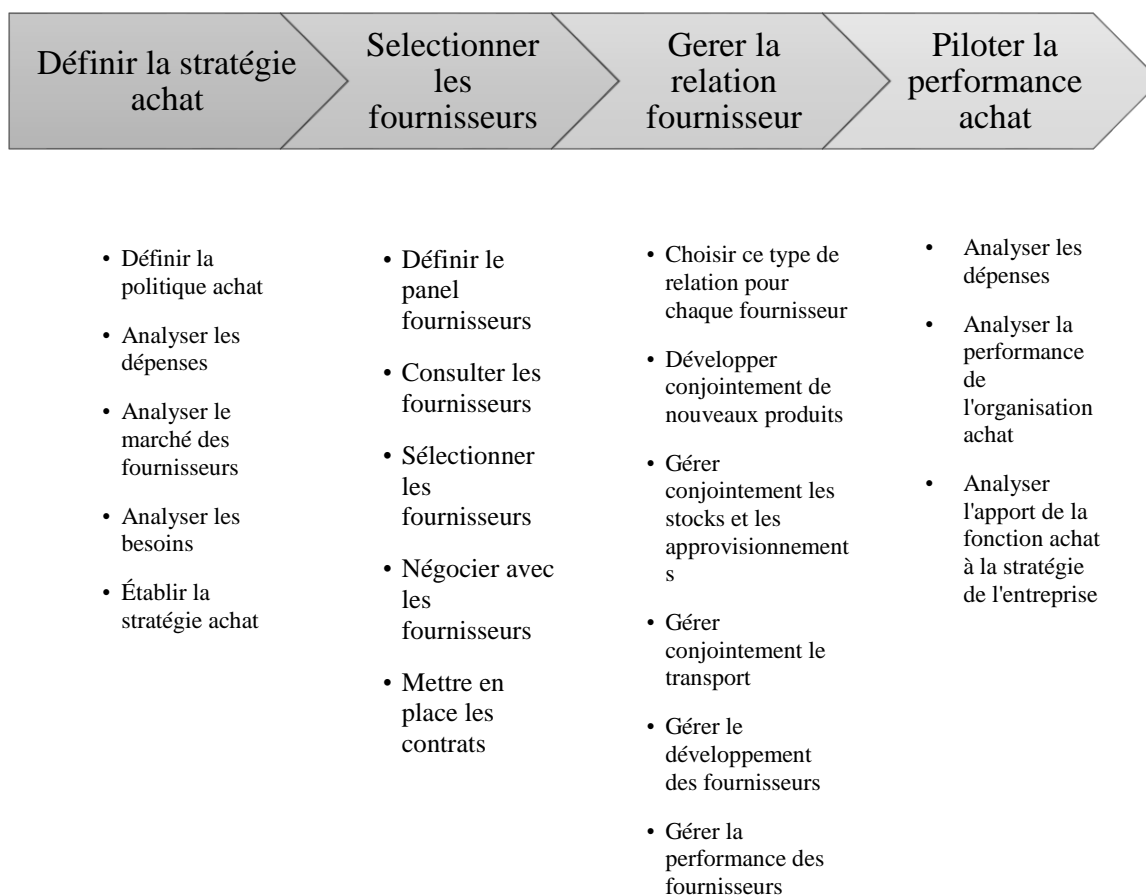 Définir la stratégie
achat
Selectionner
les
fournisseurs
Gerer la
relation
fournisseur
Piloter la
performance
achat
• Définir la
politique achat
• Analyser les
dépenses
• Analyser le
marché des
fournisseurs
• Analyser les
besoins
• Établir la
stratégie achat
• Définir le
panel
fournisseurs
• Consulter les
fournisseurs
• Sélectionner
les
fournisseurs
• Négocier avec
les
fournisseurs
• Mettre en
place les
contrats
• Choisir ce type de
relation pour
chaque fournisseur
• Développer
conjointement de
nouveaux produits
• Gérer
conjointement les
stocks et les
approvisionnement
s
• Gérer
conjointement le
transport
• Gérer le
développement
des fournisseurs
• Gérer la
performance des
fournisseurs
• Analyser les
dépenses
• Analyser la
performance
de
l'organisation
achat
• Analyser
l'apport de la
fonction achat
à la stratégie
de l'entreprise